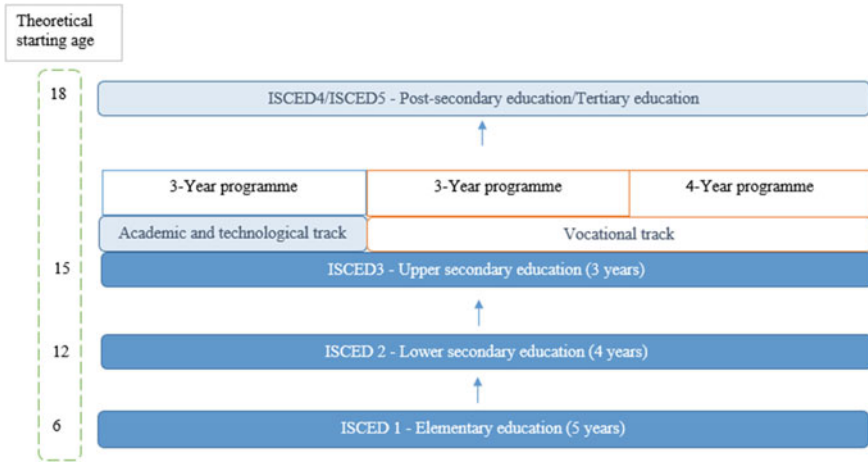 Theoretical
starting age
18
ISCED4/ISCED5 - Post-secondary education/Tertiary education
3-Year programme
3-Year programme
4-Year programme
Academic and technological track
Vocational track
15
ISCED3 - Upper secondary education (3 years)
12
ISCED 2 - Lower secondary education (4 years)
6
ISCED 1 - Elementary education (5 years)